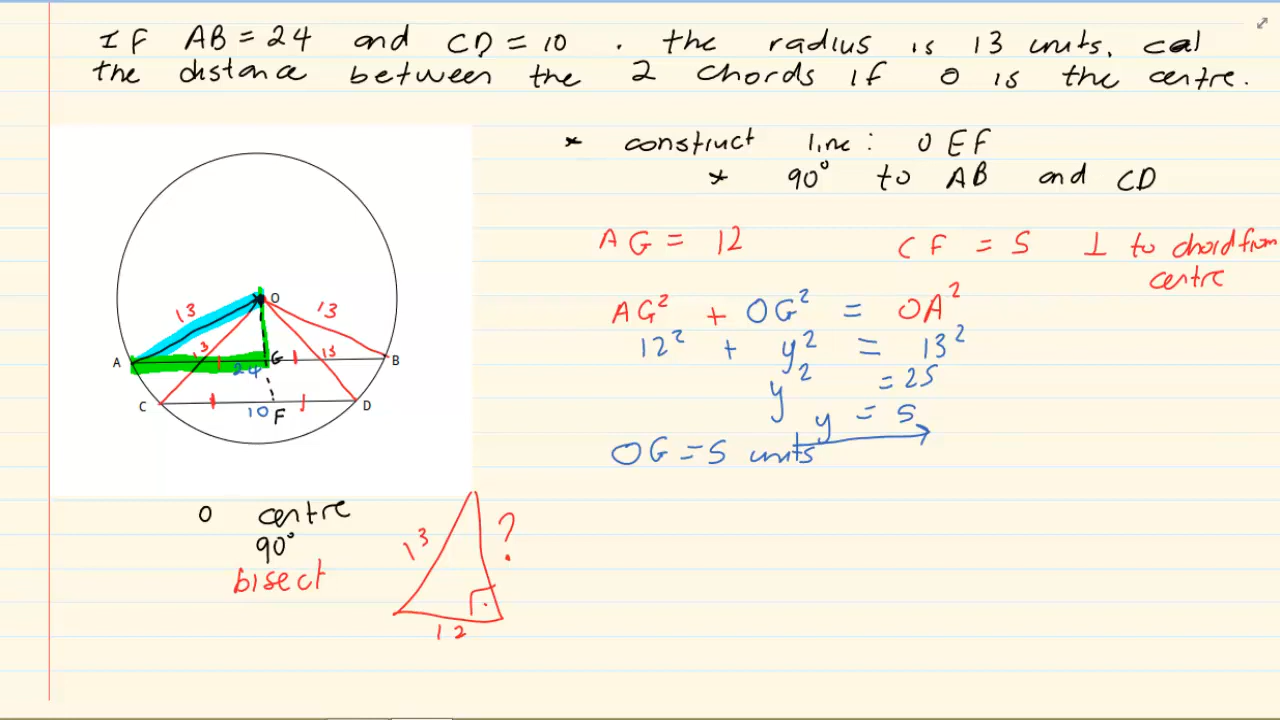 IF AB = 24 and CD = 10 . the radius is 13 units. cal
the distance between the 2 chords if O is the centre.
* construct line: OEF
* 90° to AB and CD
AG = 12 CF = 5 ⊥ to chord from
centre
AG² + OG² = OA²
12² + y² = 13²
y² = 25
y = 5
OG = 5 units
O
13
13
A
13
G
13
B
24
C
10
F
D
O centre
90°
bisect
13
?
12